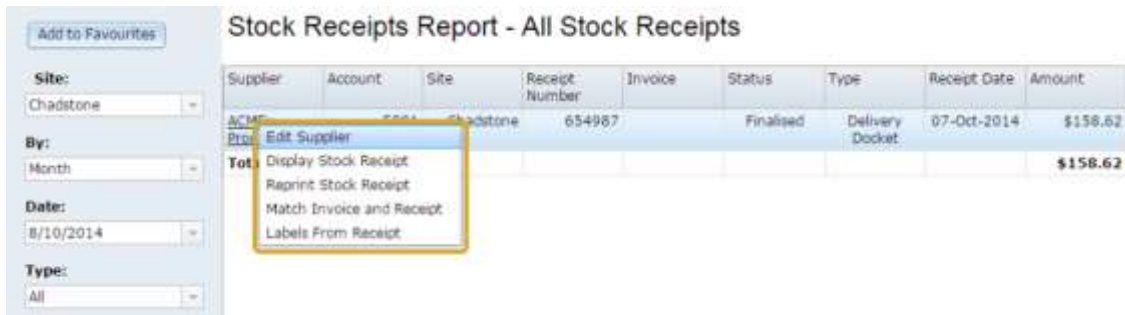 Add to Favourites
Stock Receipts Report - All Stock Receipts
Site:
Chadstone
By:
Month
Date:
8/10/2014
Type:
All
Supplier Account Site Receipt Number Invoice Status Type Receipt Date Amount
ACME Chadstone 654987 Finalised Delivery Docket 07-Oct-2014 $158.62
$158.62
Edit Supplier
Display Stock Receipt
Reprint Stock Receipt
Match Invoice and Receipt
Labels From Receipt